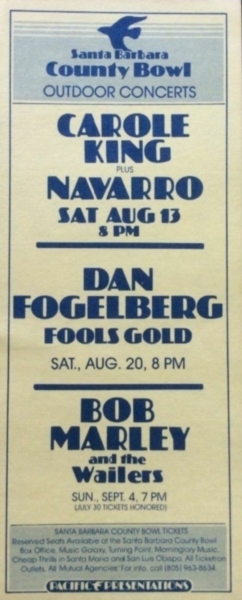 Santa Barbara
County Bowl
OUTDOOR CONCERTS
CAROLE
KING
PLUS
NAVARRO
SAT AUG 13
8 PM
DAN
FOGELBERG
FOOLS GOLD
SAT., AUG. 20, 8 PM
BOB
MARLEY
and the
Wailers
SUN., SEPT. 4, 7 PM
(JULY 30 TICKETS HONORED)
SANTA BARBARA COUNTY BOWL TICKETS
Reserved Seats Available at the Santa Barbara County Bowl
Box Office, Music Galaxy, Turning Point, Morninglory Music,
Cheap Thrills in Santa Maria and San Luis Obispo, All Ticketron
Outlets, All Mutual Agencies. For info. call (805) 963-8634.
PACIFIC PRESENTATIONS